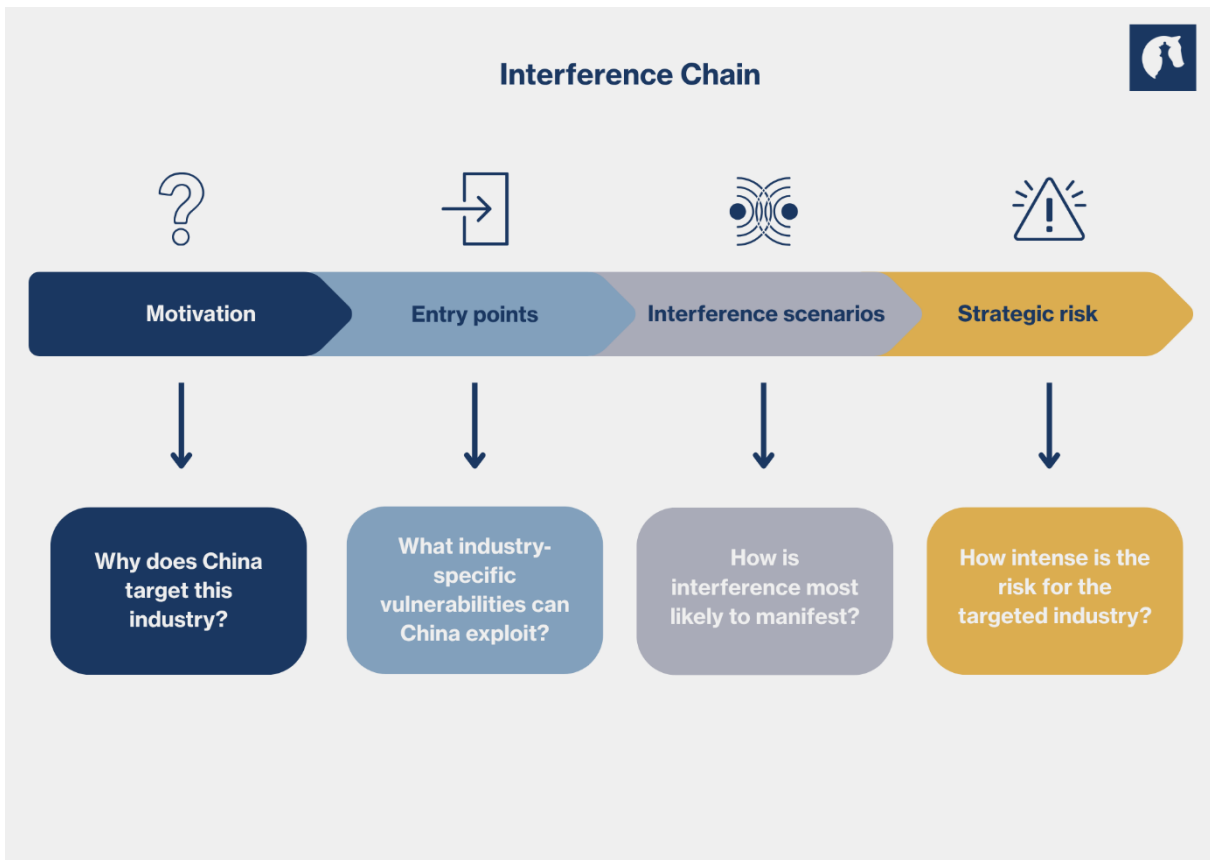 Interference Chain
Motivation
Entry points
Interference scenarios
Strategic risk
Why does China
target this
industry?
What industry-
specific
vulnerabilities can
China exploit?
How is
interference most
likely to manifest?
How intense is the
risk for the
targeted industry?